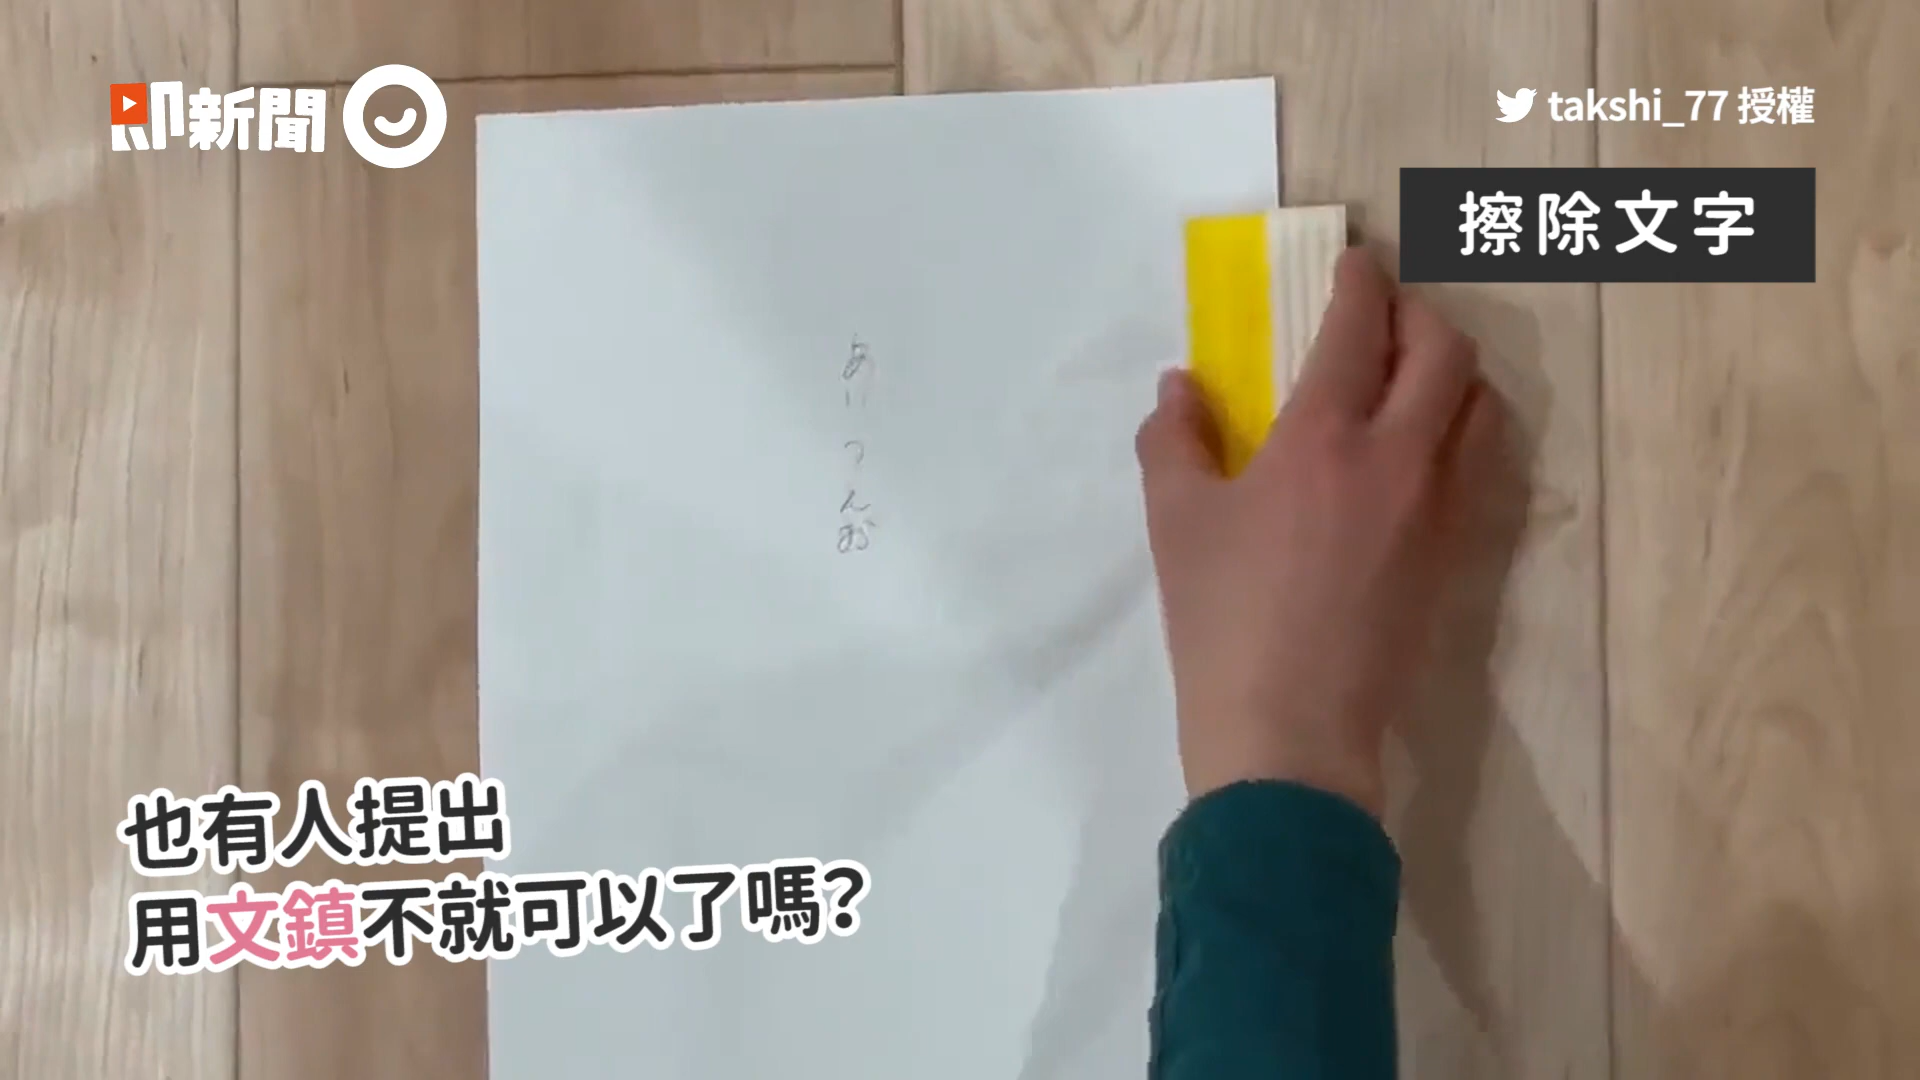 即新聞
takshi_77 授權
擦除文字
あ
い
つ
ん
お
也有人提出
用文鎮不就可以了嗎?